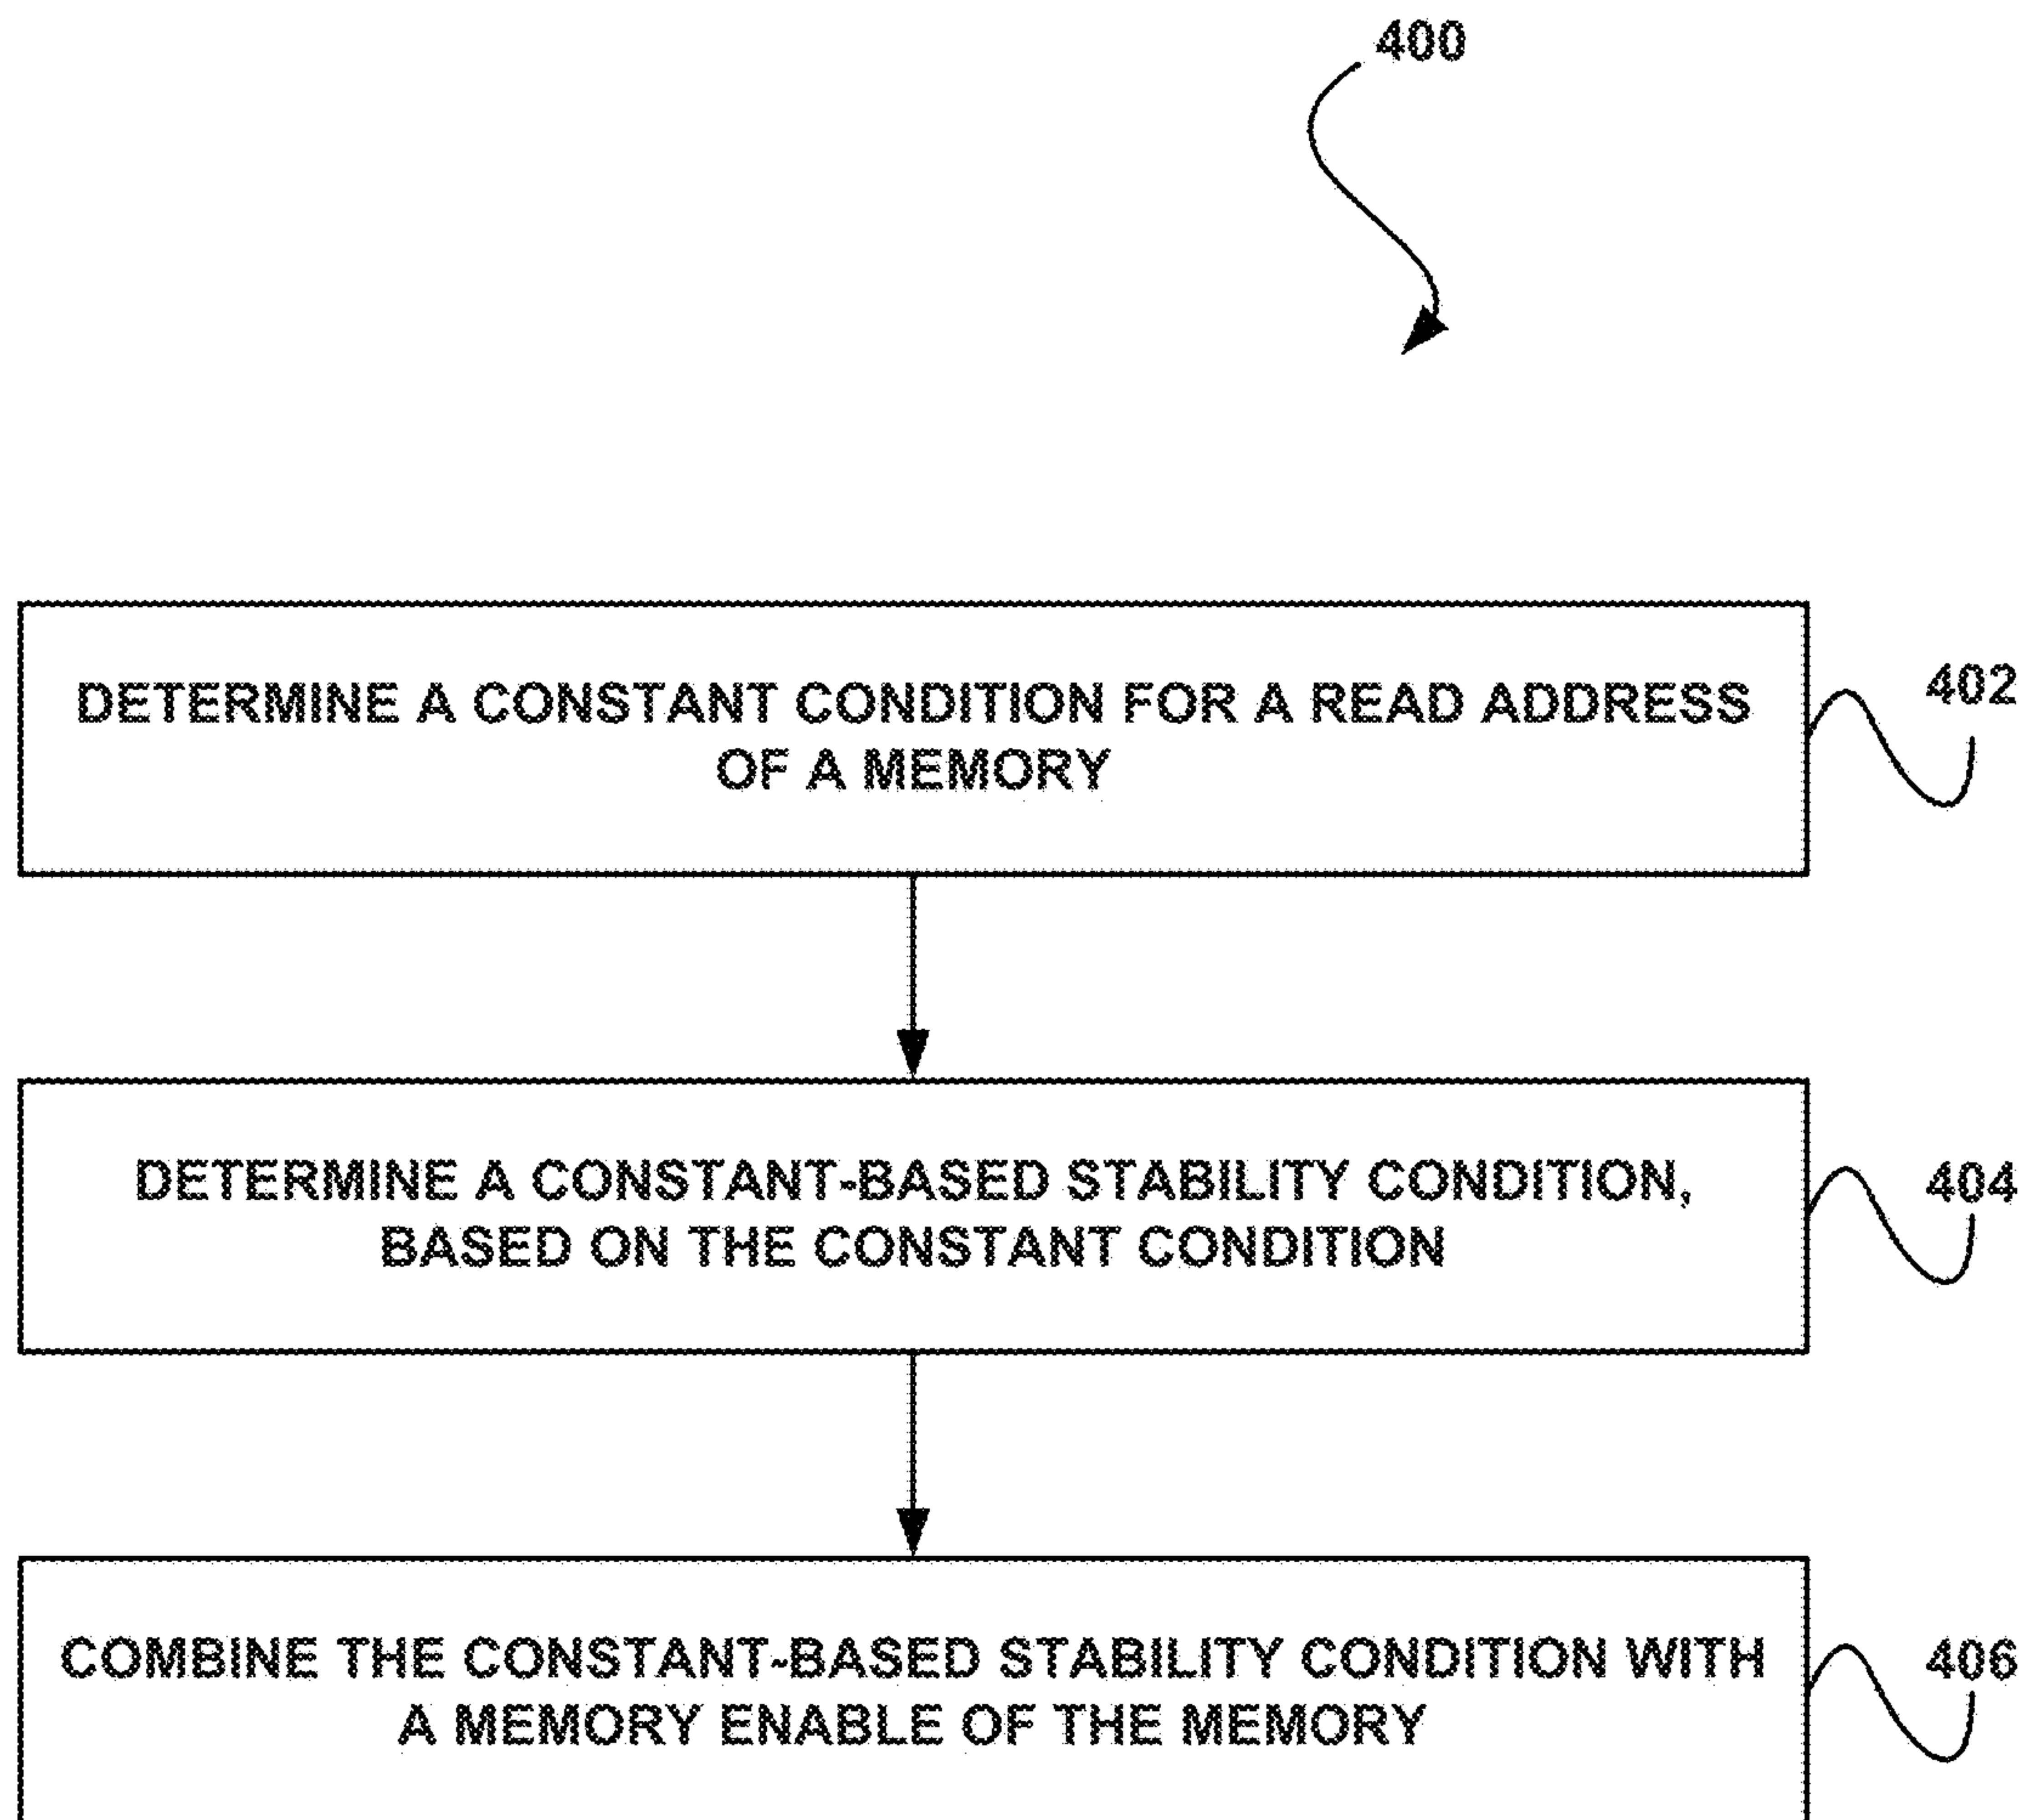 400
DETERMINE A CONSTANT CONDITION FOR A READ ADDRESS
OF A MEMORY
402
DETERMINE A CONSTANT-BASED STABILITY CONDITION,
BASED ON THE CONSTANT CONDITION
404
COMBINE THE CONSTANT-BASED STABILITY CONDITION WITH
A MEMORY ENABLE OF THE MEMORY
406